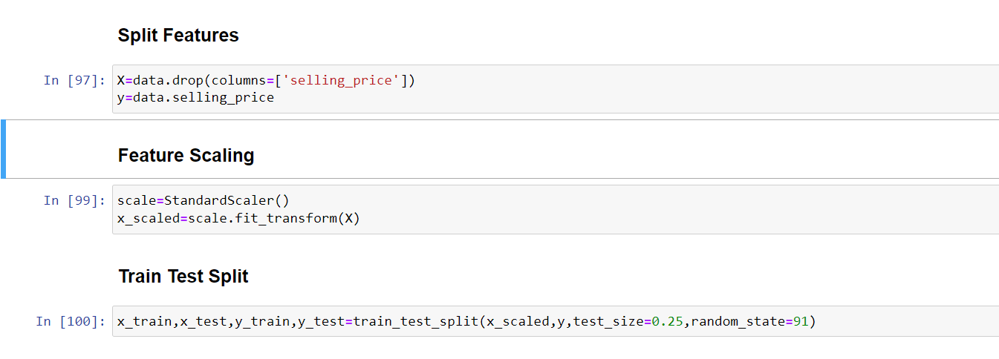 Split Features
In [97]: X=data.drop(columns=['selling_price'])
y=data.selling_price
Feature Scaling
In [99]: scale=StandardScaler()
x_scaled=scale.fit_transform(X)
Train Test Split
In [100]: x_train,x_test,y_train,y_test=train_test_split(x_scaled,y,test_size=0.25,random_state=91)